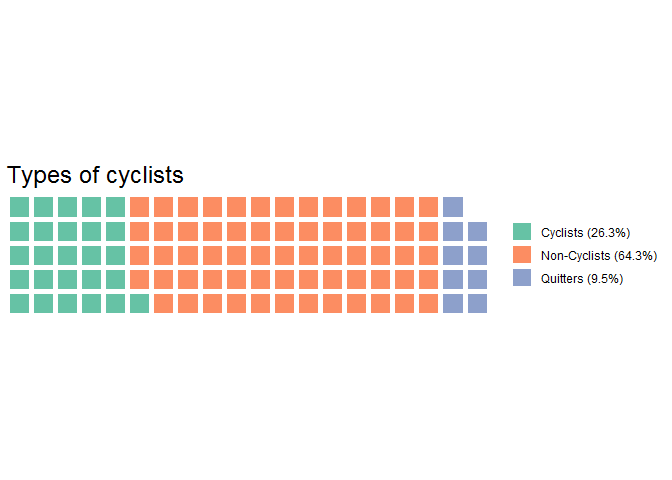 Types of cyclists
Cyclists (26.3%)
Non-Cyclists (64.3%)
Quitters (9.5%)